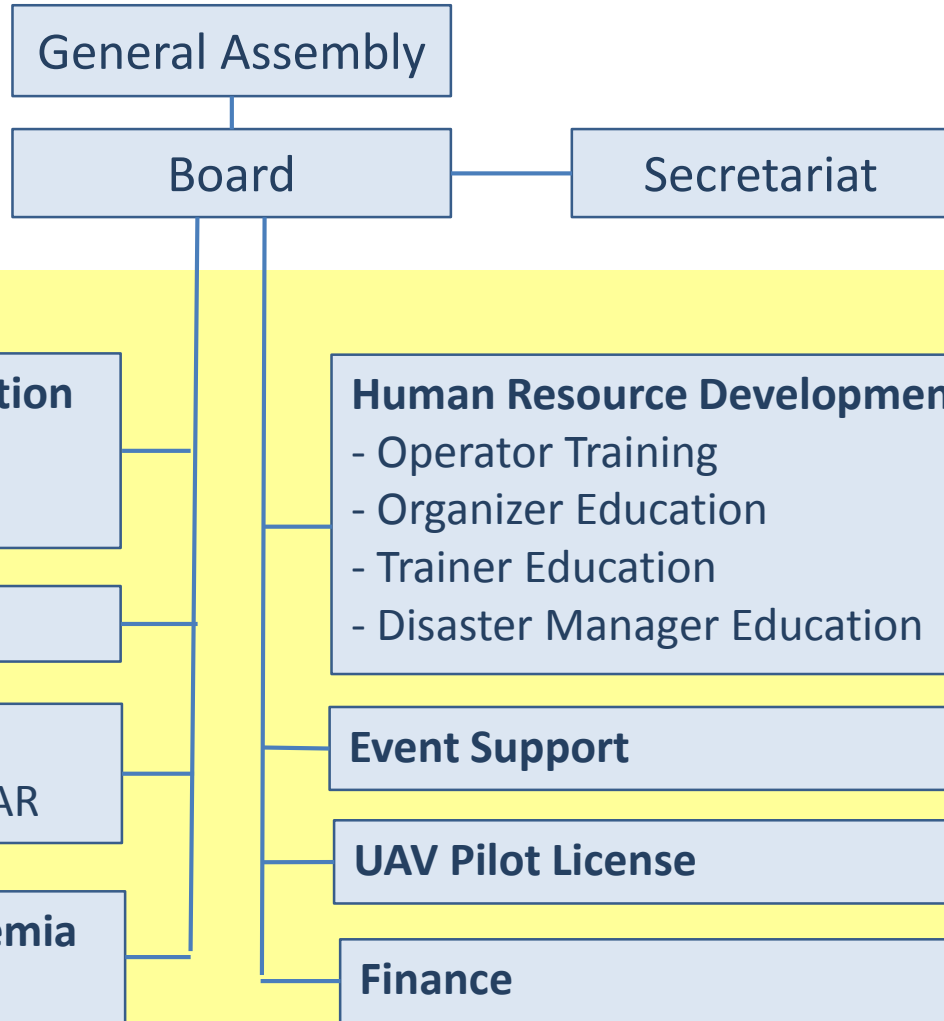 General Assembly
Board
Secretariat
tion
AR
emia
Human Resource Developmen
- Operator Training
- Organizer Education
- Trainer Education
- Disaster Manager Education
Event Support
UAV Pilot License
Finance